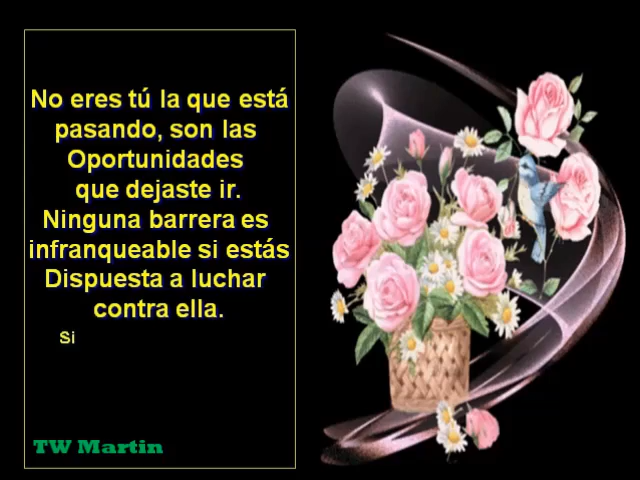 No eres tú la que está
pasando, son las
Oportunidades
que dejaste ir.
Ninguna barrera es
infranqueable si estás
Dispuesta a luchar
contra ella.
Si
TW Martin